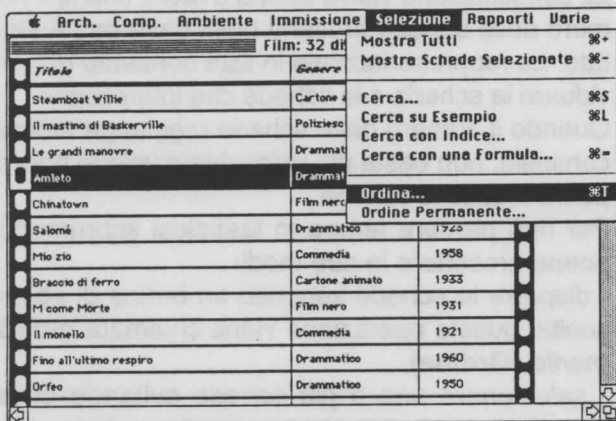 Arch. Comp. Ambiente Immissione Selezione Rapporti Varie
Film: 32 di
Mostra Tutti
Mostra Schede Selezionate
Cerca... ⌘S
Cerca su Esempio ⌘L
Cerca con un Menu...
Cerca con una Formula... ⌘=
Ordina... ⌘T
Ordine Permanente...
Titolo Genere
Steamboat Willie Cartone a
Il mastino di Baskerville Polizieso
Le grandi manovre Drammat
Amleto Drammat
Chinatown Film nero
Salomé Drammatico 1923
Mio zio Commedia 1958
Braccio di ferro Cartone animato 1933
M come Morte Film nero 1931
Il monello Commedia 1921
Fino all'ultimo respiro Drammatico 1960
Orfeo Drammatico 1950